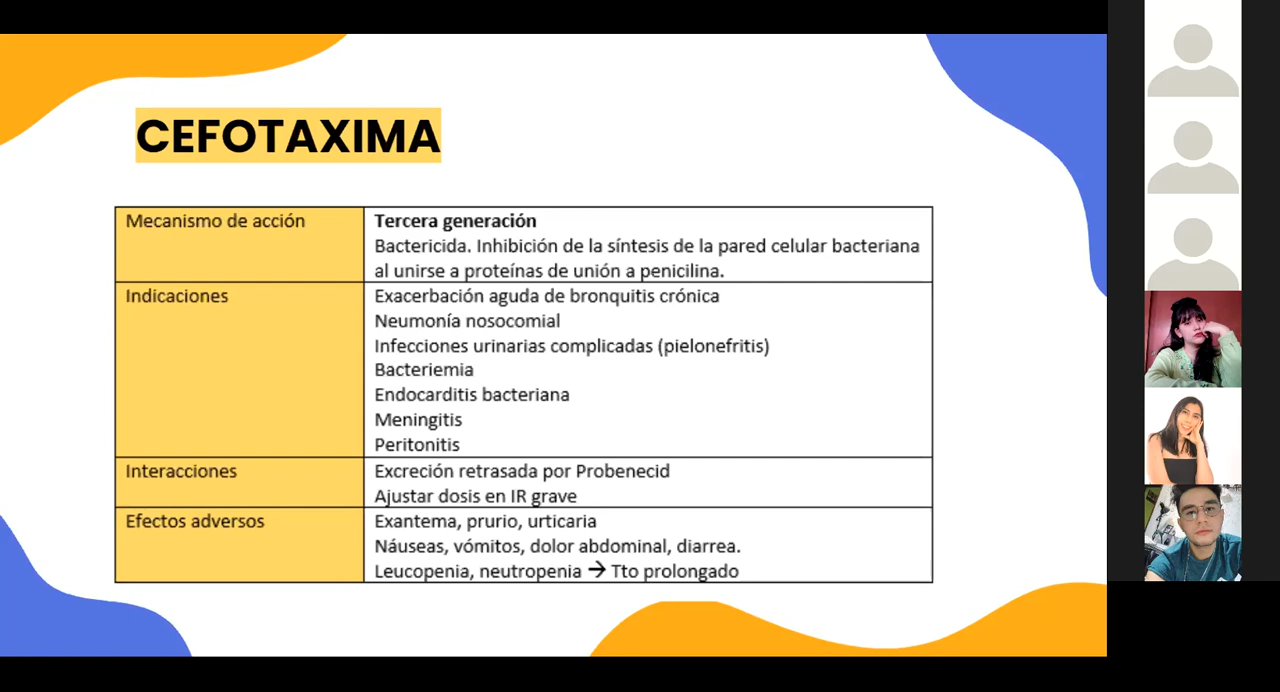 CEFOTAXIMA
Mecanismo de acción
Tercera generación
Bactericida. Inhibición de la síntesis de la pared celular bacteriana
al unirse a proteínas de unión a penicilina.
Indicaciones
Exacerbación aguda de bronquitis crónica
Neumonía nosocomial
Infecciones urinarias complicadas (pielonefritis)
Bacteriemia
Endocarditis bacteriana
Meningitis
Peritonitis
Interacciones
Excreción retrasada por Probenecid
Ajustar dosis en IR grave
Efectos adversos
Exantema, prurio, urticaria
Náuseas, vómitos, dolor abdominal, diarrea.
Leucopenia, neutropenia → Tto prolongado